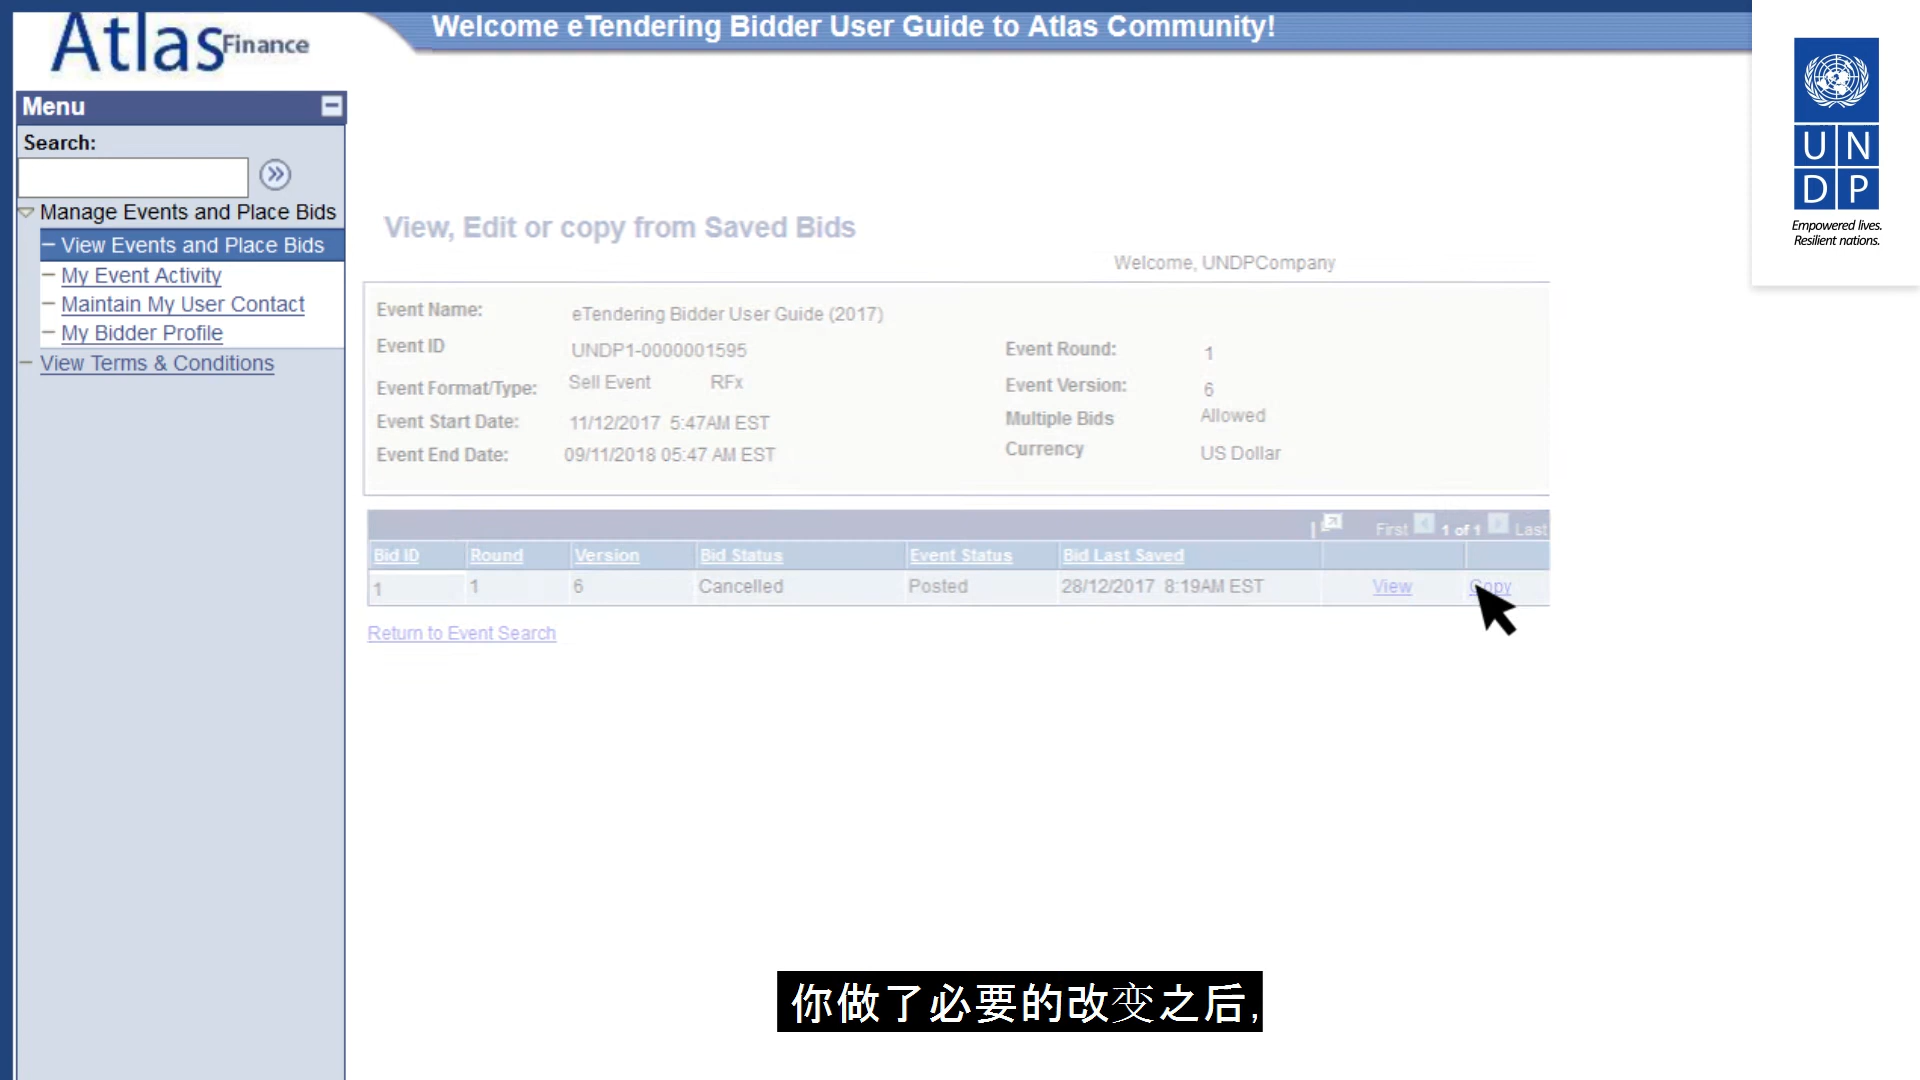 Atlas Finance
Welcome eTendering Bidder User Guide to Atlas Community!
UN
DP
Empowered lives.
Resilient nations.
Menu
Search:
Manage Events and Place Bids
View Events and Place Bids
My Event Activity
Maintain My User Contact
My Bidder Profile
View Terms & Conditions
View, Edit or copy from Saved Bids
Welcome, UNDPCompany
Event Name: eTendering Bidder User Guide (2017)
Event ID UNDP1-0000001595 Event Round: 1
Event Format/Type: Sell Event RFx Event Version: 6
Event Start Date: 11/12/2017 5:47AM EST Multiple Bids Allowed
Event End Date: 09/11/2018 05:47 AM EST Currency US Dollar
First 1 of 1 Last
Bid ID Round Version Bid Status Event Status Bid Last Saved
1 1 6 Cancelled Posted 28/12/2017 8:19AM EST View Copy
Return to Event Search
你做了必要的改变之后,